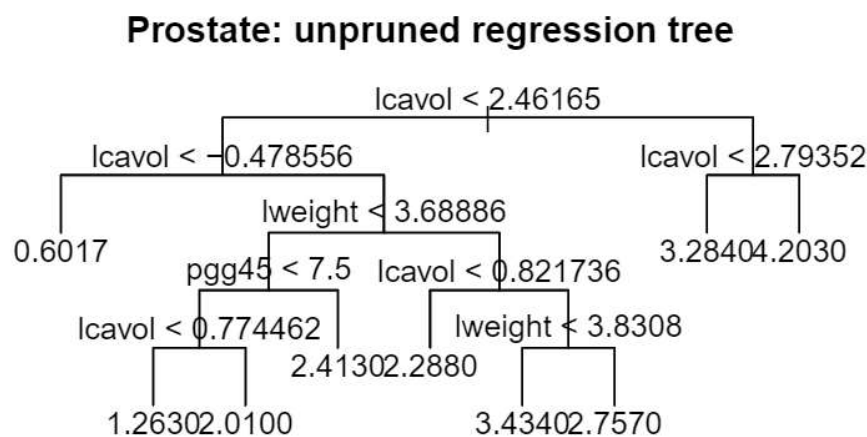 Prostate: unpruned regression tree
lcavol < 2.46165
lcavol < −0.478556
lcavol < 2.79352
lweight < 3.68886
0.6017
3.2840
4.2030
pgg45 < 7.5
lcavol < 0.821736
lcavol < 0.774462
lweight < 3.8308
2.4130
2.2880
1.2630
2.0100
3.4340
2.7570